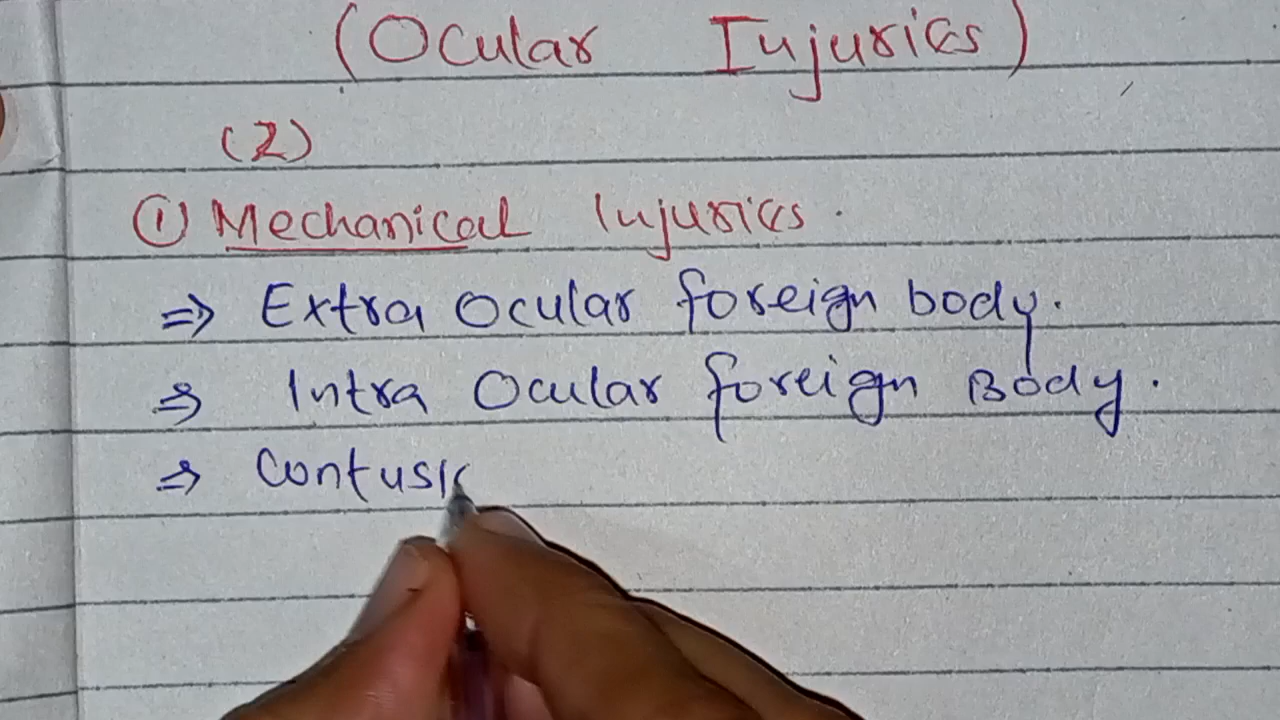 (Ocular Injuries)
(2)
① Mechanical Injuries.
⇒ Extra Ocular foreign body.
⇒ Intra Ocular foreign Body.
⇒ Contusi